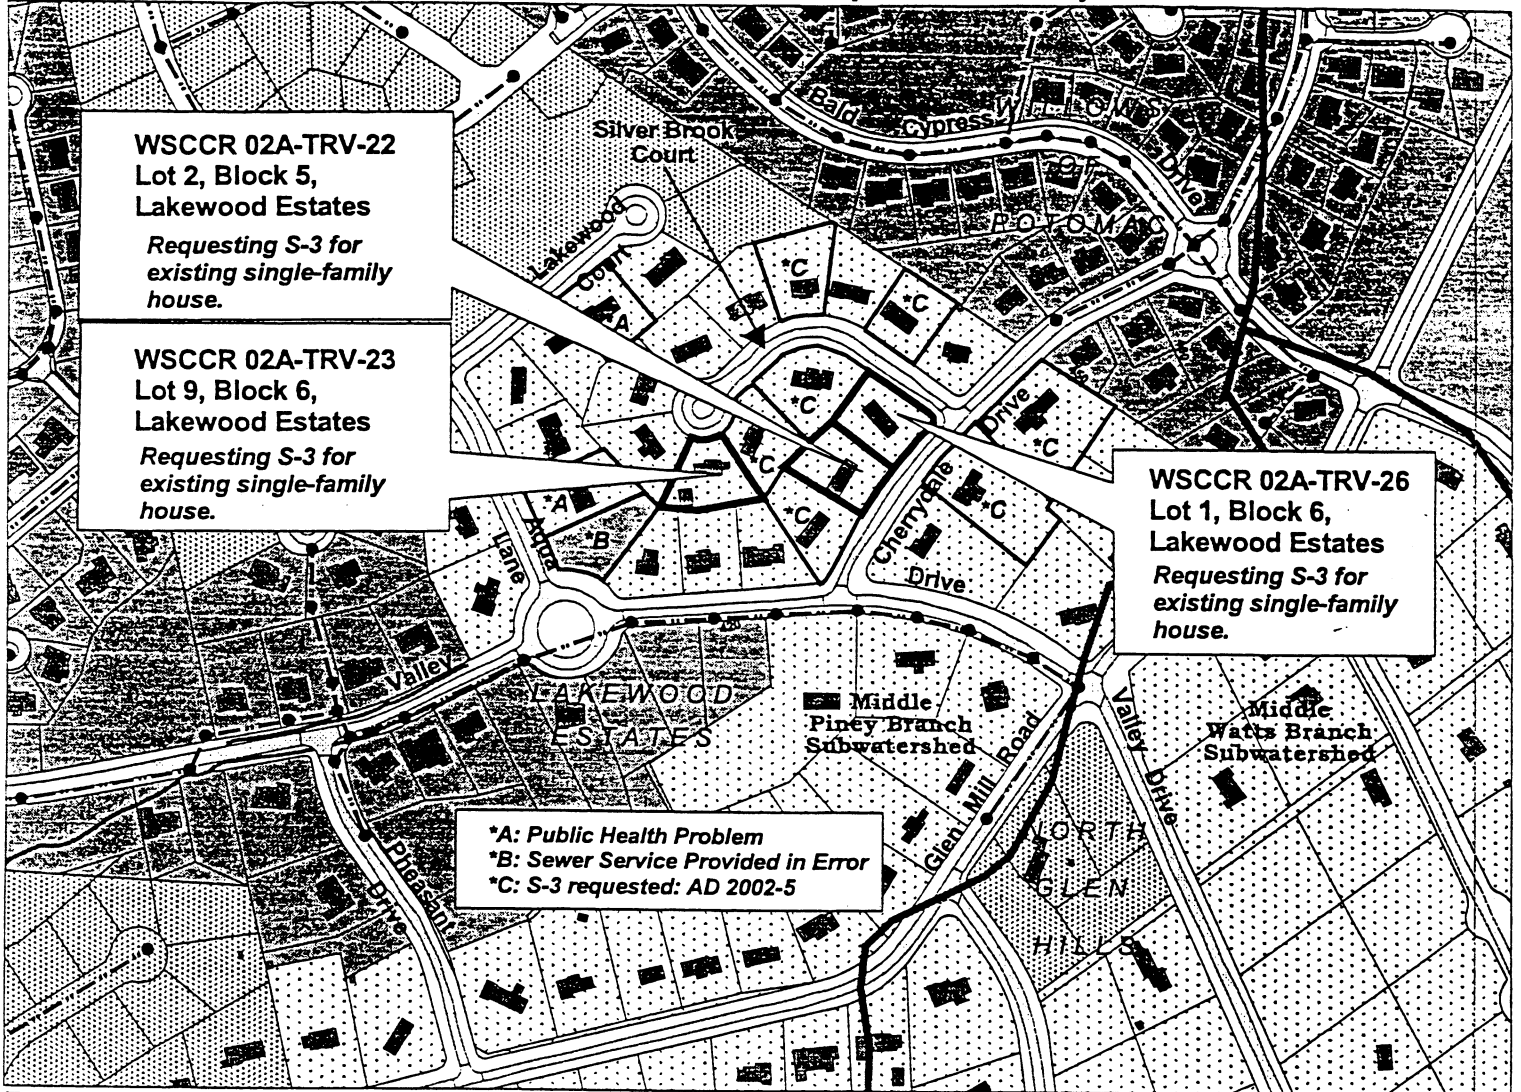 WSCCR 02A-TRV-22
Lot 2, Block 5,
Lakewood Estates
Requesting S-3 for
existing single-family
house.
WSCCR 02A-TRV-23
Lot 9, Block 6,
Lakewood Estates
Requesting S-3 for
existing single-family
house.
WSCCR 02A-TRV-26
Lot 1, Block 6,
Lakewood Estates
Requesting S-3 for
existing single-family
house.
Silver Brook
Court
Bald
Cypress
Drive
WILLOWS
OF
POTOMAC
Lakewood
Court
*A
*C
*C
*C
*C
*C
*C
*C
*A
*B
Aqua
Lane
Cherrydale
Drive
Drive
Valley
LAKEWOOD
ESTATES
Middle
Piney Branch
Subwatershed
Middle
Watts Branch
Subwatershed
Glen Mill Road
Valley Drive
NORTH
GLEN
HILLS
Pheasant
Drive
*A: Public Health Problem
*B: Sewer Service Provided in Error
*C: S-3 requested: AD 2002-5